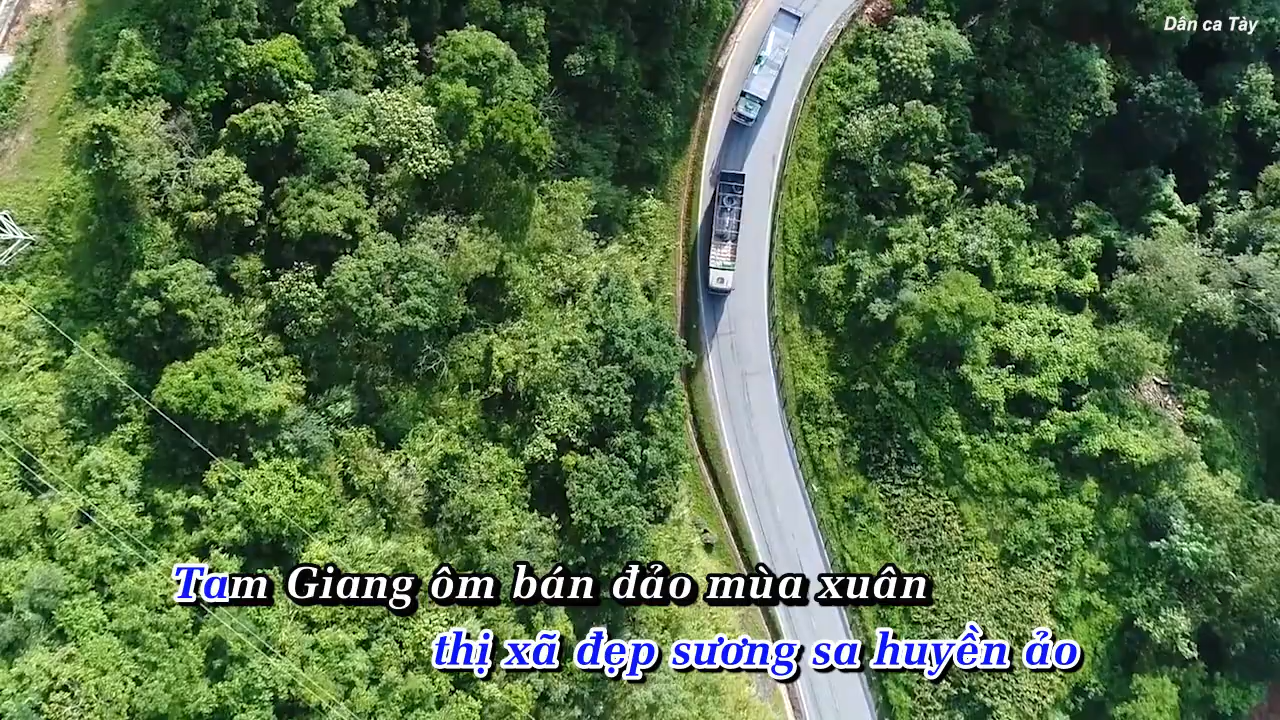 Dân ca Tày
Tam Giang ôm bán đảo mùa xuân
thị xã đẹp sương sa huyền ảo